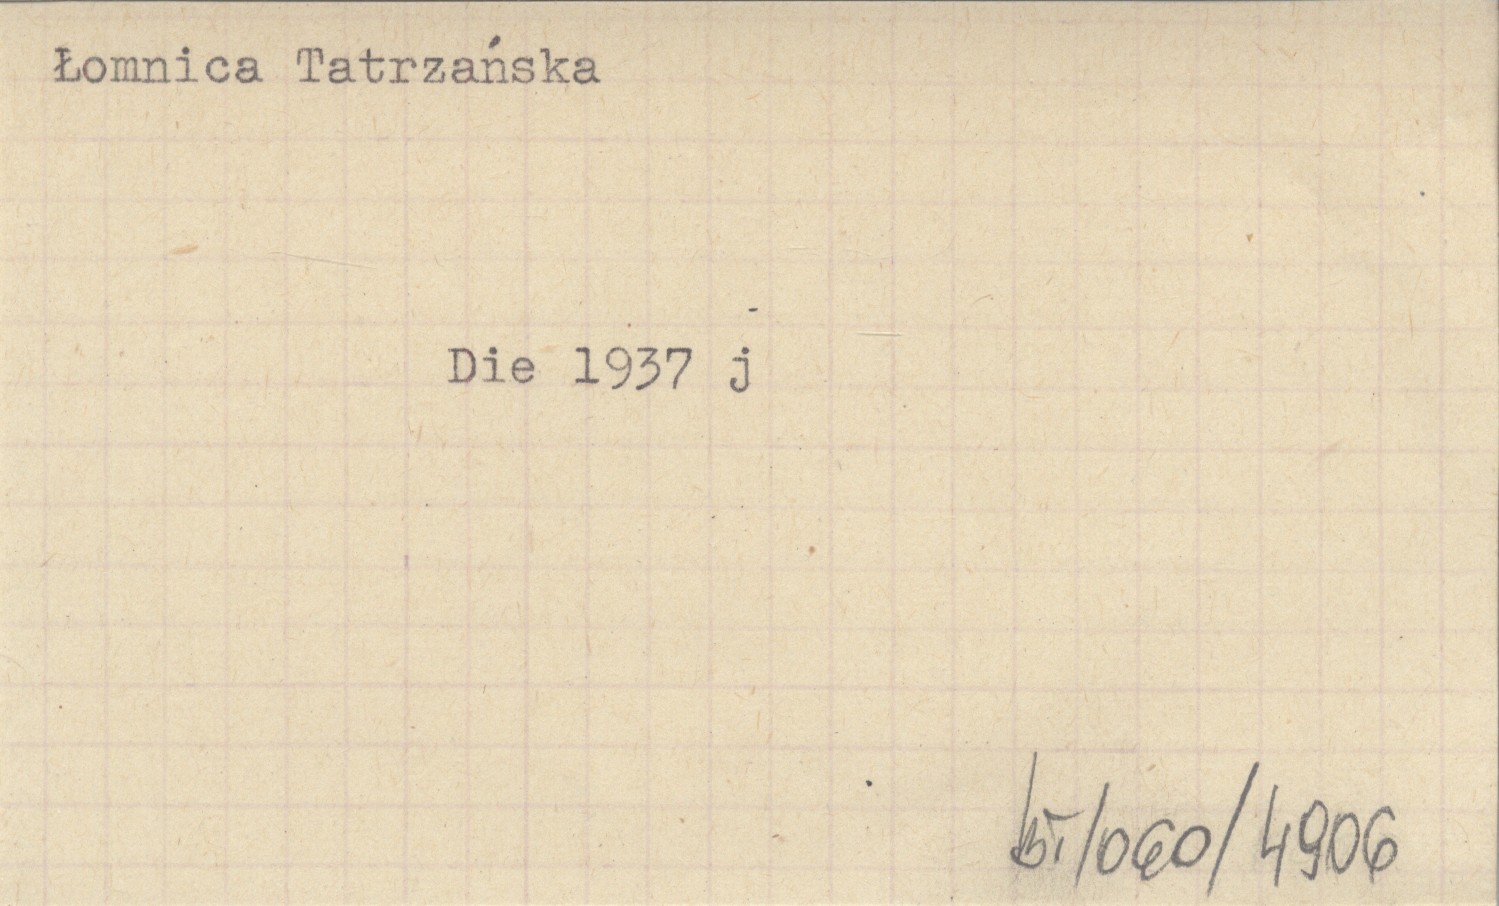 Łomnica Tatrzańska
Die 1937 j
/060/4906